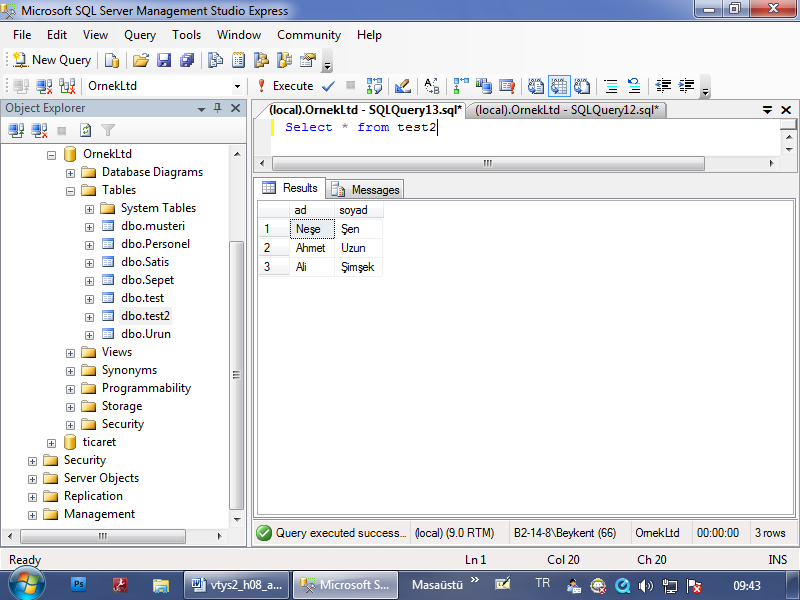 Microsoft SQL Server Management Studio Express
File Edit View Query Tools Window Community Help
New Query
OrnekLtd Execute
Object Explorer
(local).OrnekLtd - SQLQuery13.sql* (local).OrnekLtd - SQLQuery12.sql*
Select * from test2
OrnekLtd
Database Diagrams
Tables
System Tables
dbo.musteri
dbo.Personel
dbo.Satis
dbo.Sepet
dbo.test
dbo.test2
dbo.Urun
Views
Synonyms
Programmability
Storage
Security
ticaret
Security
Server Objects
Replication
Management
Results Messages
ad soyad
1 Neşe Şen
2 Ahmet Uzun
3 Ali Şimşek
Query executed success... (local) (9.0 RTM) B2-14-8\Beykent (66) OrnekLtd 00:00:00 3 rows
Ready Ln 1 Col 20 Ch 20 INS
Ps vtys2_h08_a... Microsoft S... Masaüstü » TR 09:43